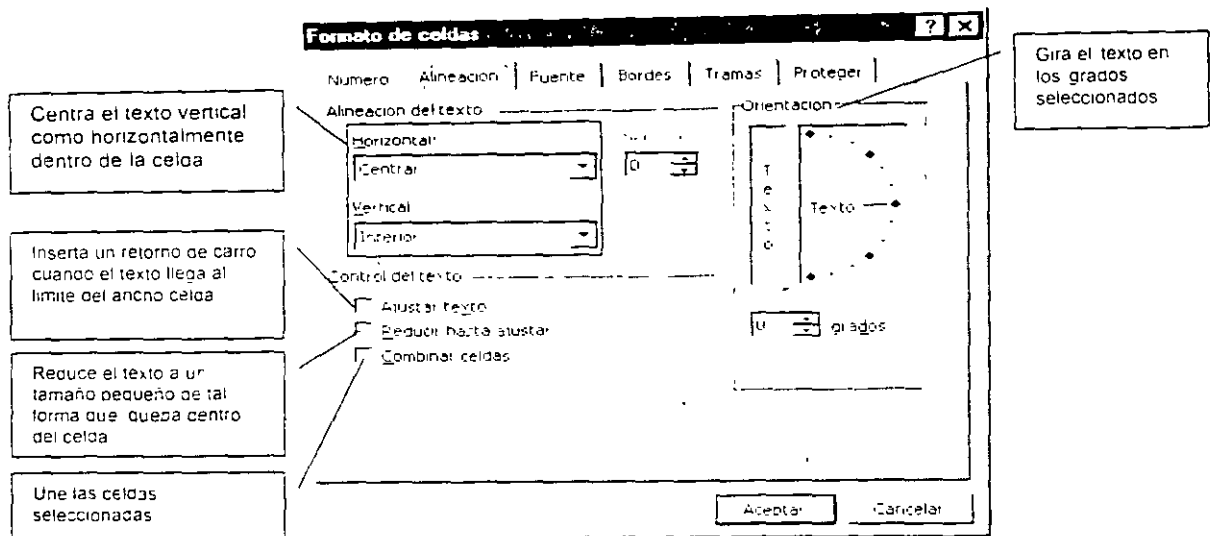 Formato de celdas
? X
Numero Alineacion Fuente Bordes Tramas Proteger
Gira el texto en
los grados
seleccionados
Centra el texto vertical
como horizontalmente
dentro de la celda
Alineacion del texto
Horizontal
Centrar
0
Vertical
Inferior
Orientacion
Texto
Texto
0 grados
Inserta un retorno de carro
cuando el texto llega al
limite del ancho celda
Control del texto
Ajustar texto
Reducir hasta ajustar
Combinar celdas
Reduce el texto a un
tamaño pequeño de tal
forma que queda dentro
del celda
Une las celdas
seleccionadas
Aceptar Cancelar